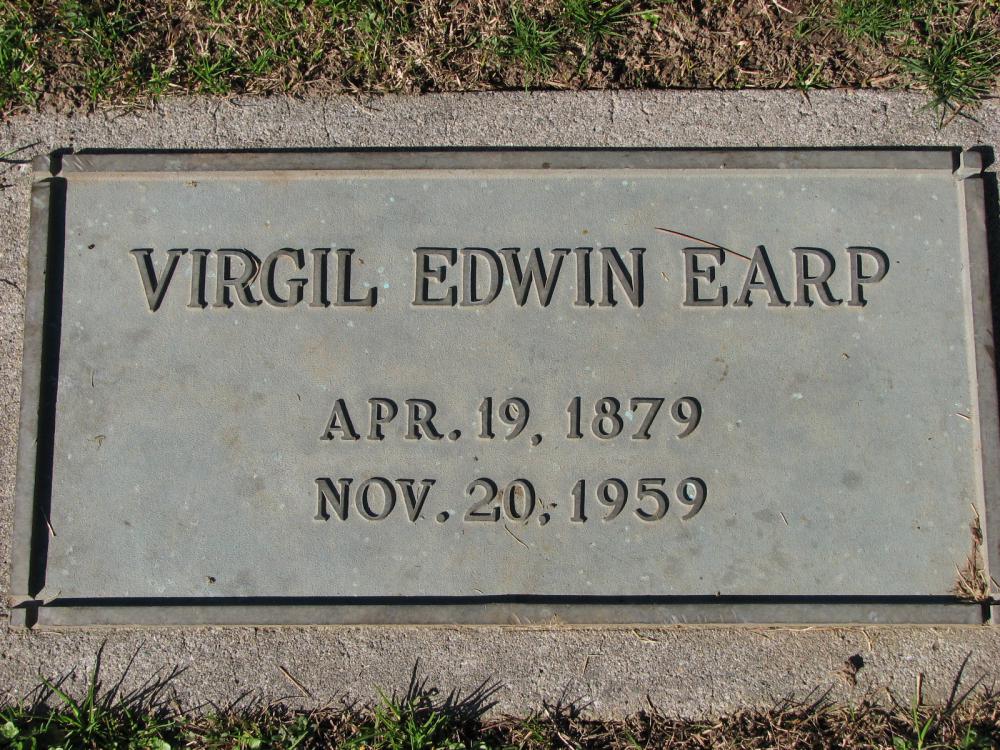 VIRGIL EDWIN EARP
APR. 19, 1879
NOV. 20, 1959